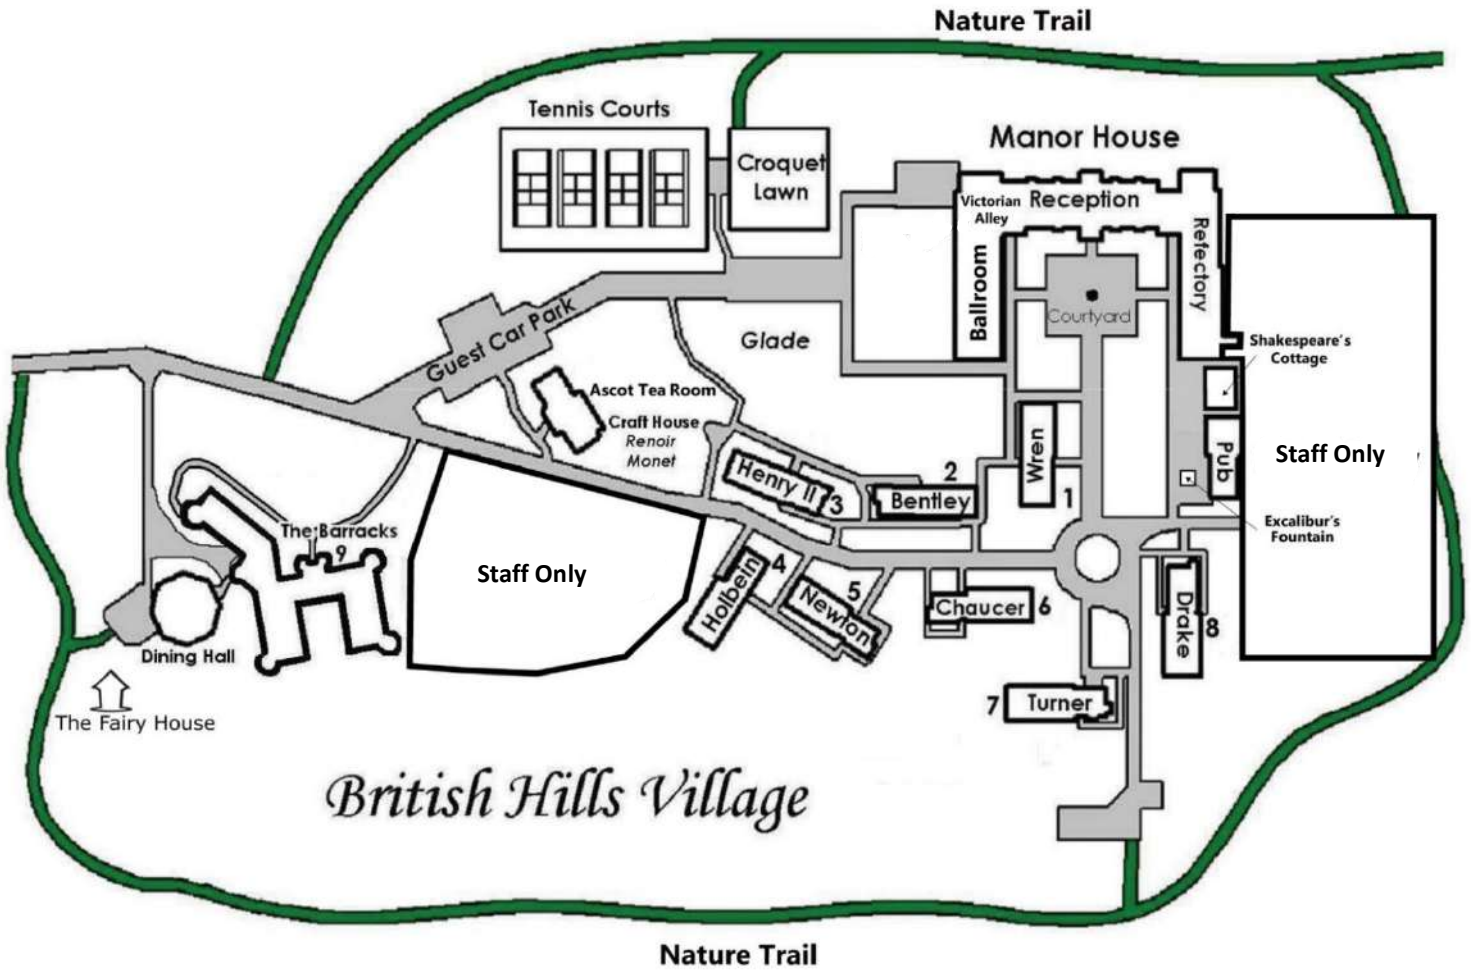 Nature Trail
Tennis Courts
Manor House
Croquet
Lawn
Victorian
Alley
Reception
Refectory
Ballroom
Courtyard
Guest Car Park
Glade
Shakespeare's
Cottage
Ascot Tea Room
Craft House
Renoir
Monet
Staff Only
Wren
1
Pub
Henry II
3
2
Bentley
Excalibur's
Fountain
The Barracks
9
Staff Only
Holbein
4
Newton
5
Chaucer 6
Drake
8
Dining Hall
The Fairy House
7
Turner
British Hills Village
Nature Trail